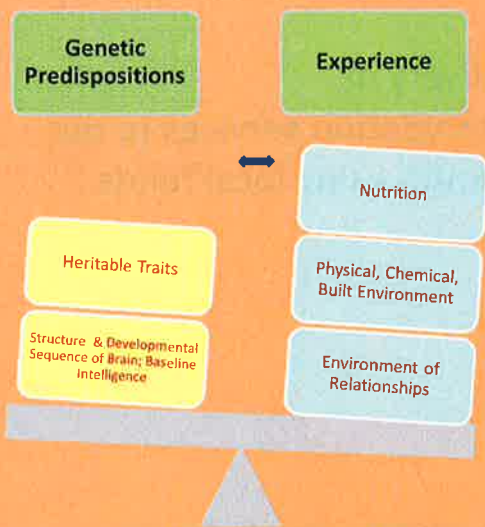 Genetic
Predispositions
Experience
Nutrition
Heritable Traits
Physical, Chemical,
Built Environment
Structure & Developmental
Sequence of Brain; Baseline
Intelligence
Environment of
Relationships